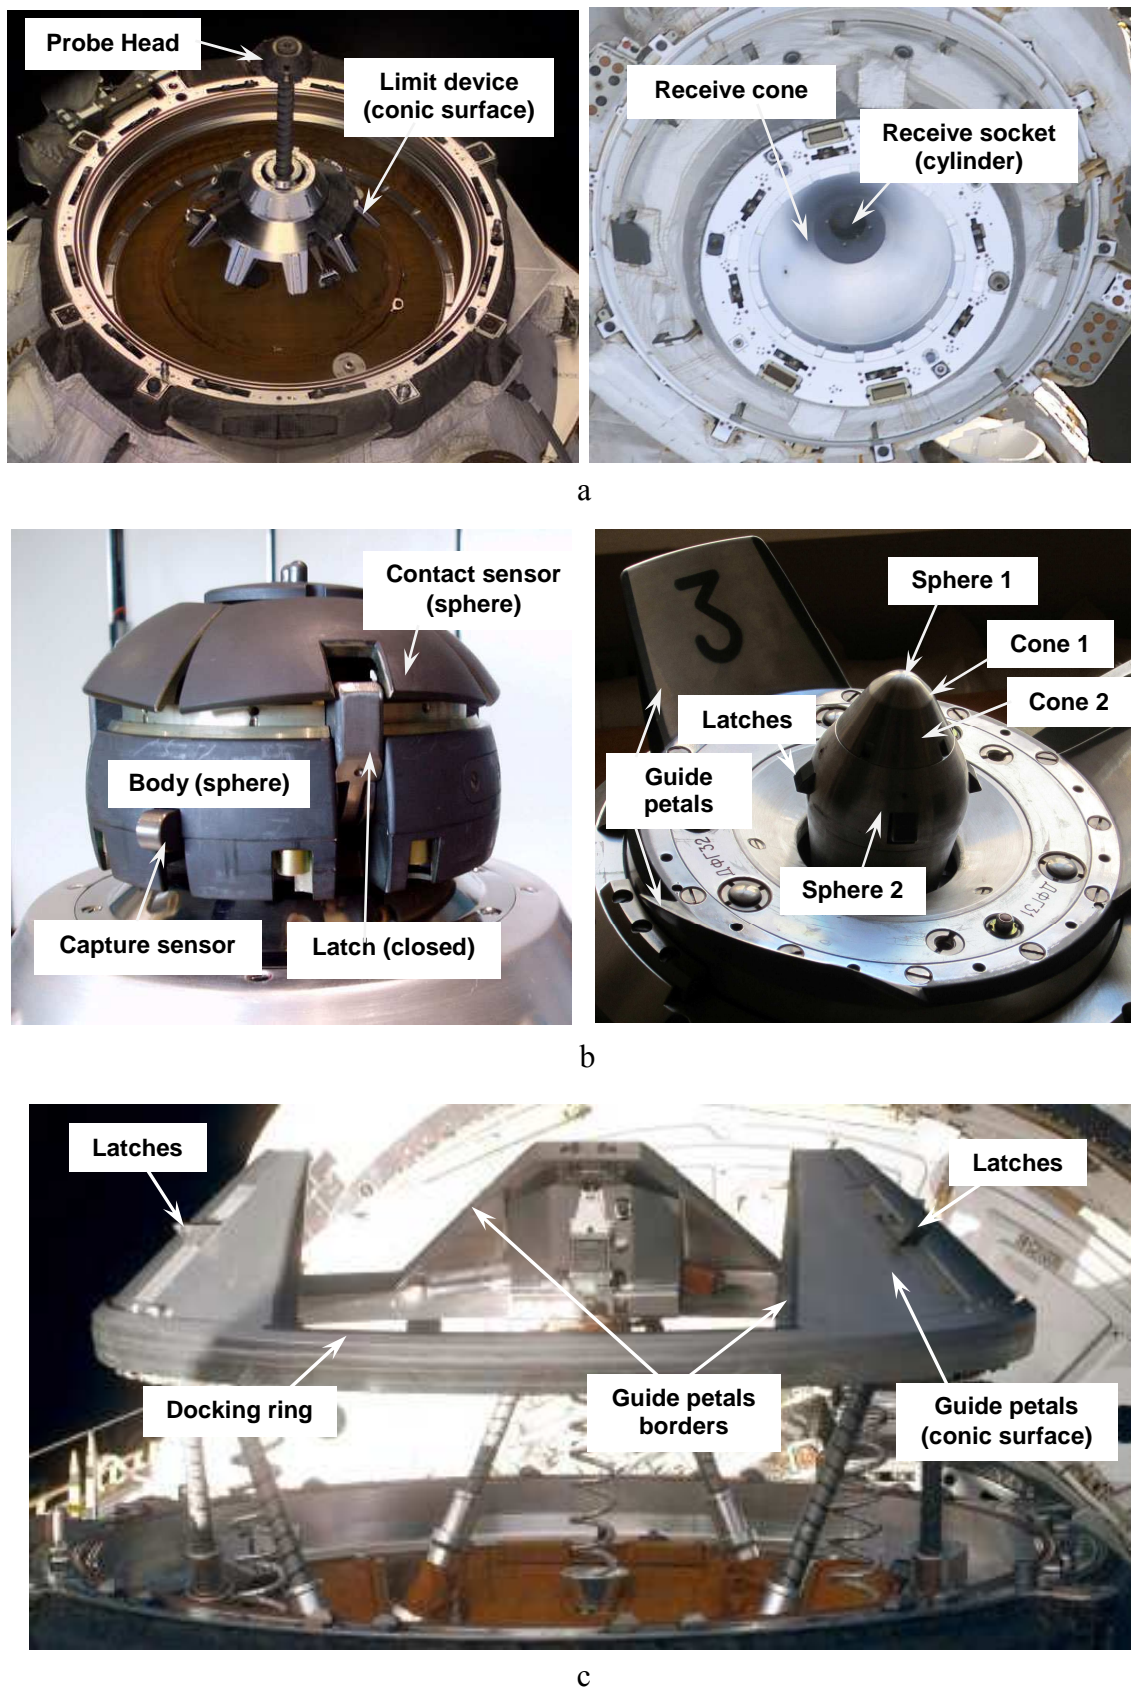 Probe Head
Limit device
(conic surface)
Receive cone
Receive socket
(cylinder)
a
Contact sensor
(sphere)
Body (sphere)
Capture sensor
Latch (closed)
3
Sphere 1
Cone 1
Cone 2
Latches
Guide
petals
Sphere 2
ДФГ32
ДФГ31
b
Latches
Latches
Docking ring
Guide petals
borders
Guide petals
(conic surface)
c